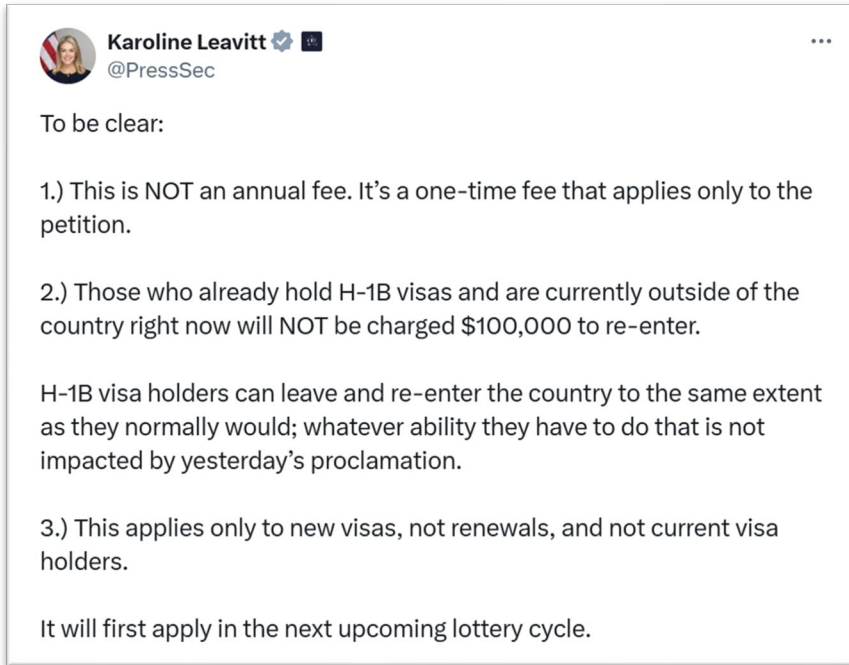 Karoline Leavitt
@PressSec
To be clear:
1.) This is NOT an annual fee. It’s a one-time fee that applies only to the
petition.
2.) Those who already hold H-1B visas and are currently outside of the
country right now will NOT be charged $100,000 to re-enter.
H-1B visa holders can leave and re-enter the country to the same extent
as they normally would; whatever ability they have to do that is not
impacted by yesterday’s proclamation.
3.) This applies only to new visas, not renewals, and not current visa
holders.
It will first apply in the next upcoming lottery cycle.